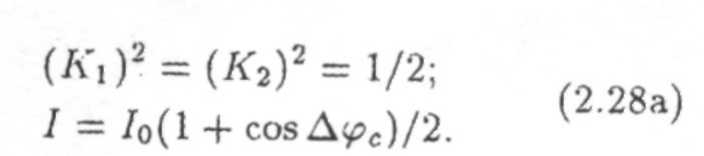 (K₁)² = (K₂)² = 1/2;
I = I₀(1 + cos Δφ_c)/2.
(2.28a)